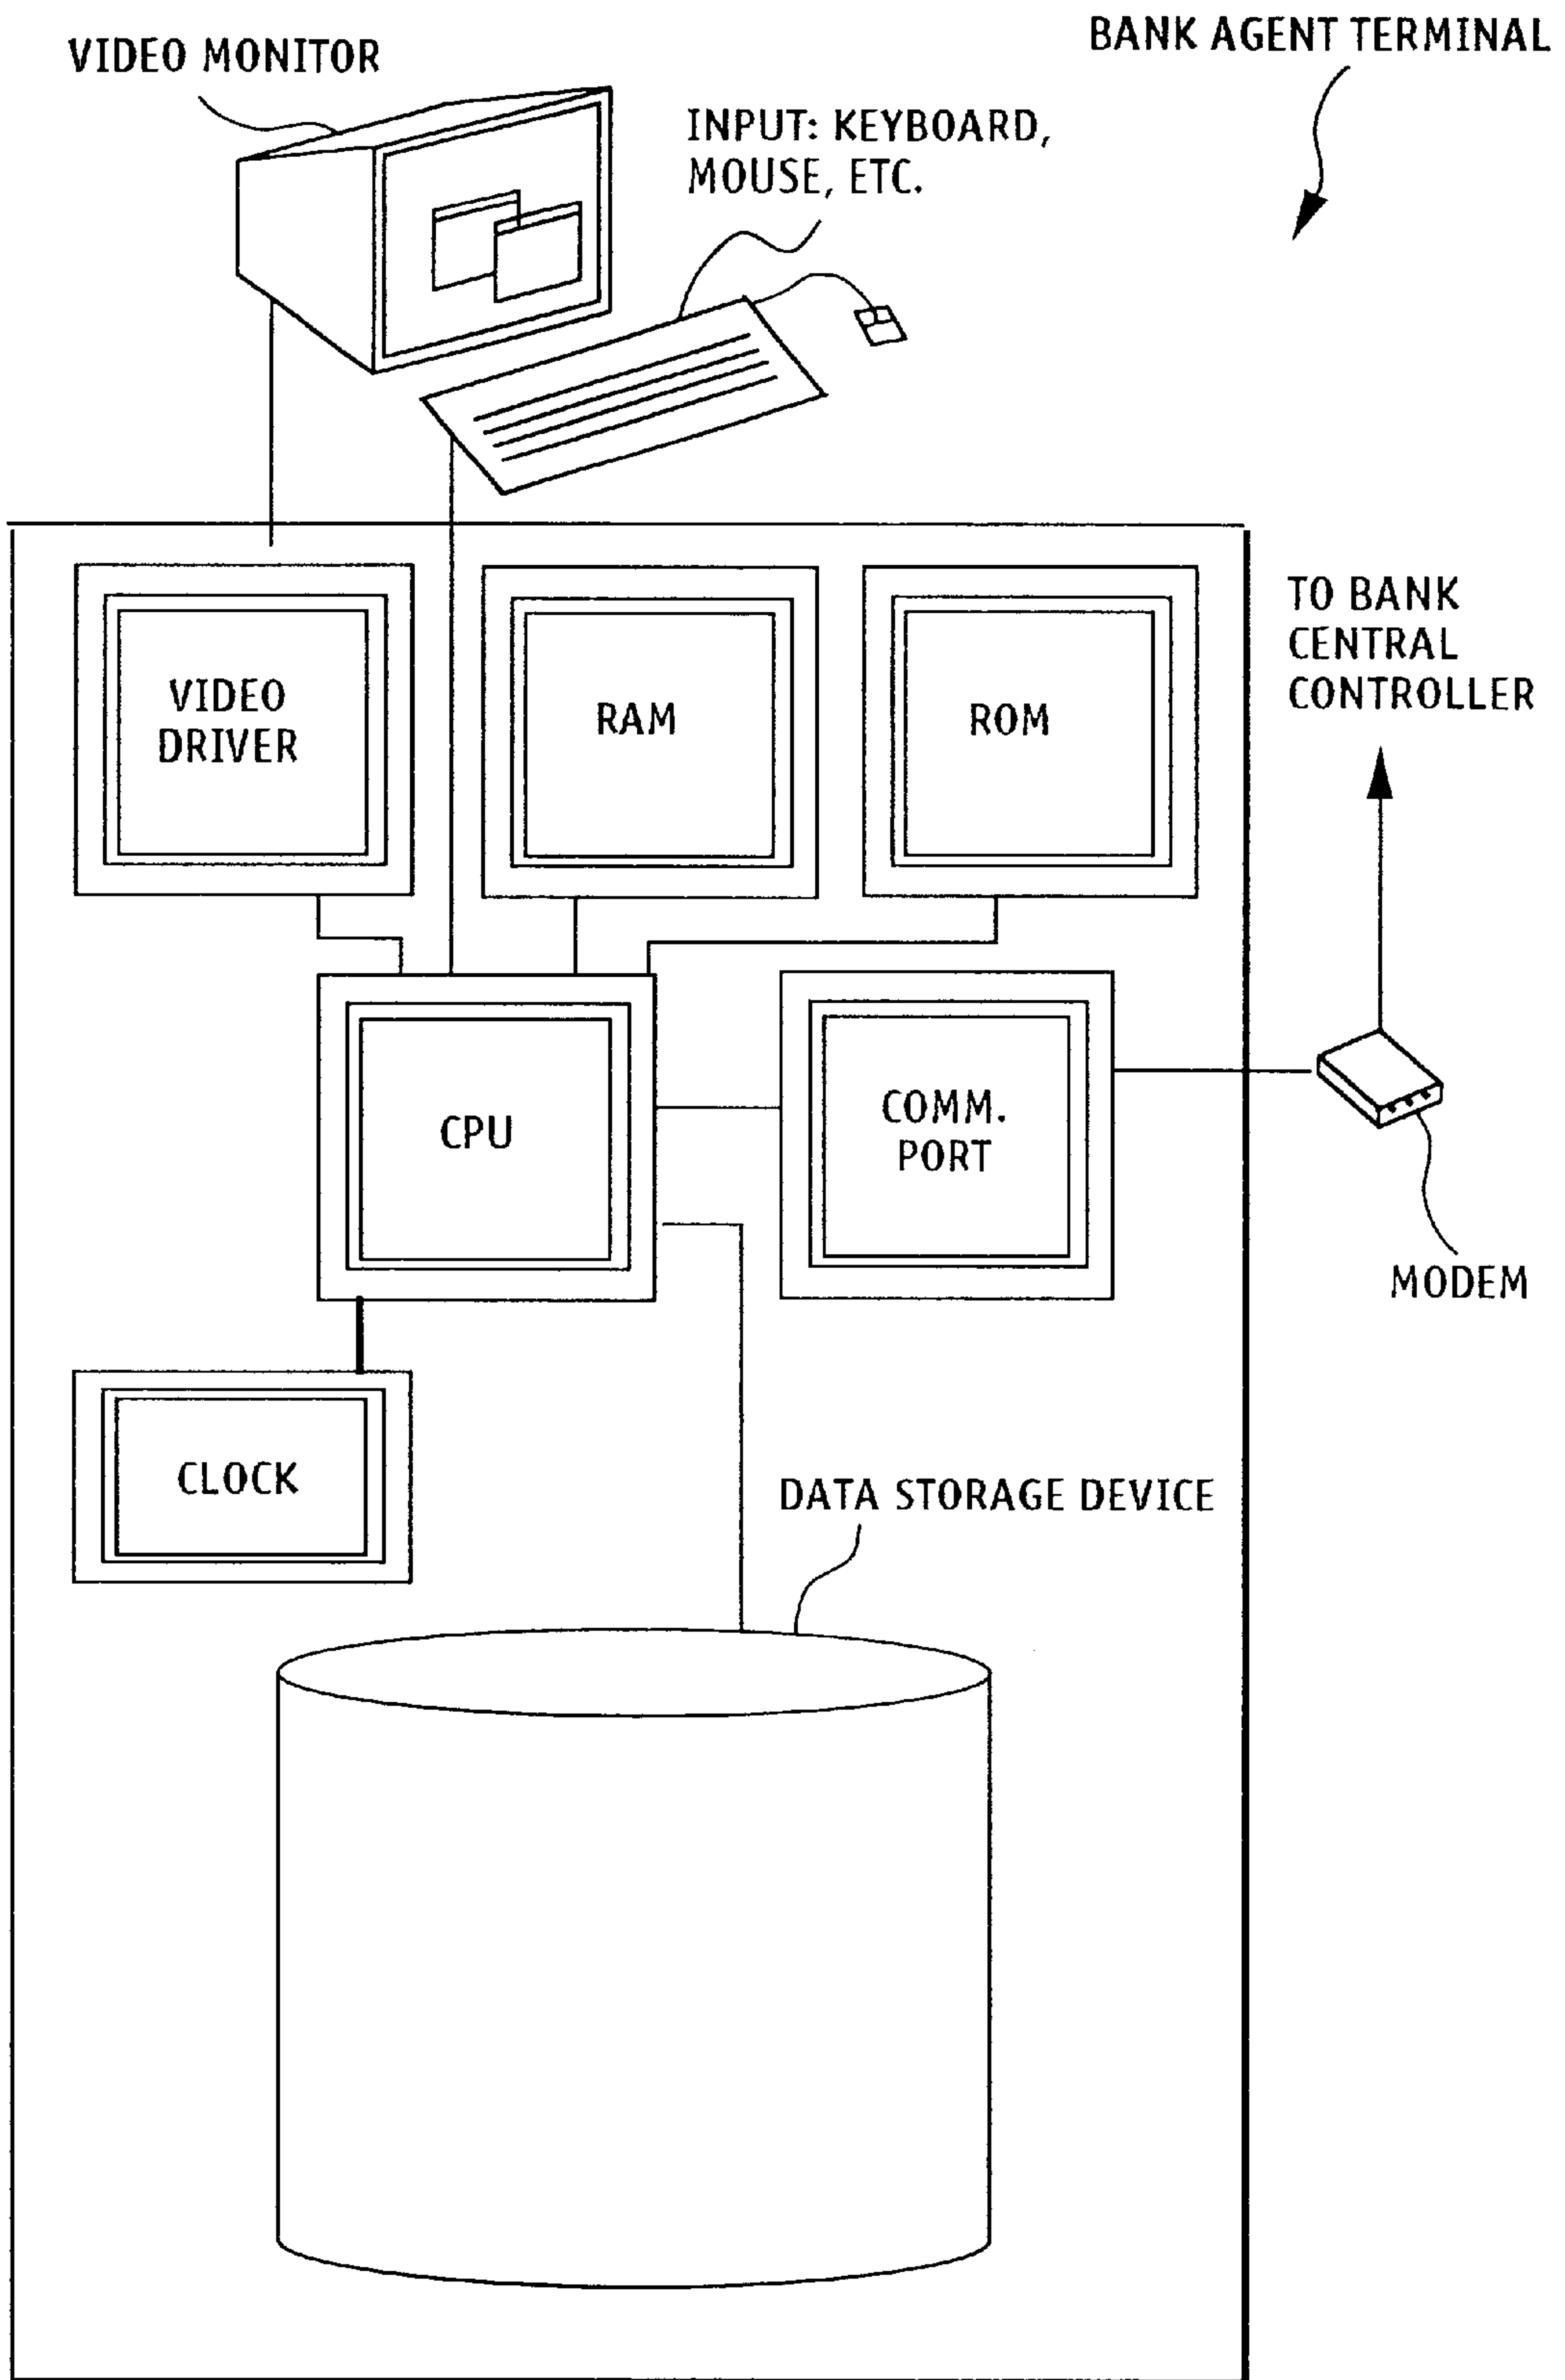 BANK AGENT TERMINAL
VIDEO MONITOR
INPUT: KEYBOARD,
MOUSE, ETC.
VIDEO
DRIVER
RAM
ROM
TO BANK
CENTRAL
CONTROLLER
CPU
COMM.
PORT
MODEM
CLOCK
DATA STORAGE DEVICE